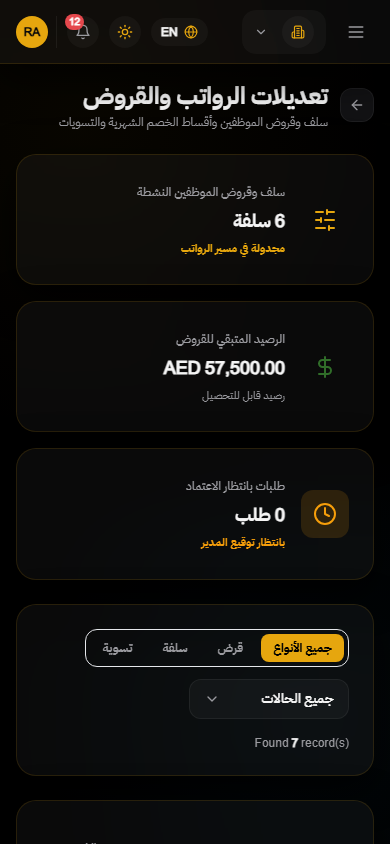 RA
12
EN
تعديلات الرواتب والقروض
سلف وقروض الموظفين وأقساط الخصم الشهرية والتسويات
سلف وقروض الموظفين النشطة
6 سلفة
مجدولة في مسير الرواتب
الرصيد المتبقي للقروض
AED 57,500.00
رصيد قابل للتحصيل
طلبات بانتظار الاعتماد
0 طلب
بانتظار توقيع المدير
جميع الأنواع
قرض
سلفة
تسوية
جميع الحالات
Found 7 record(s)